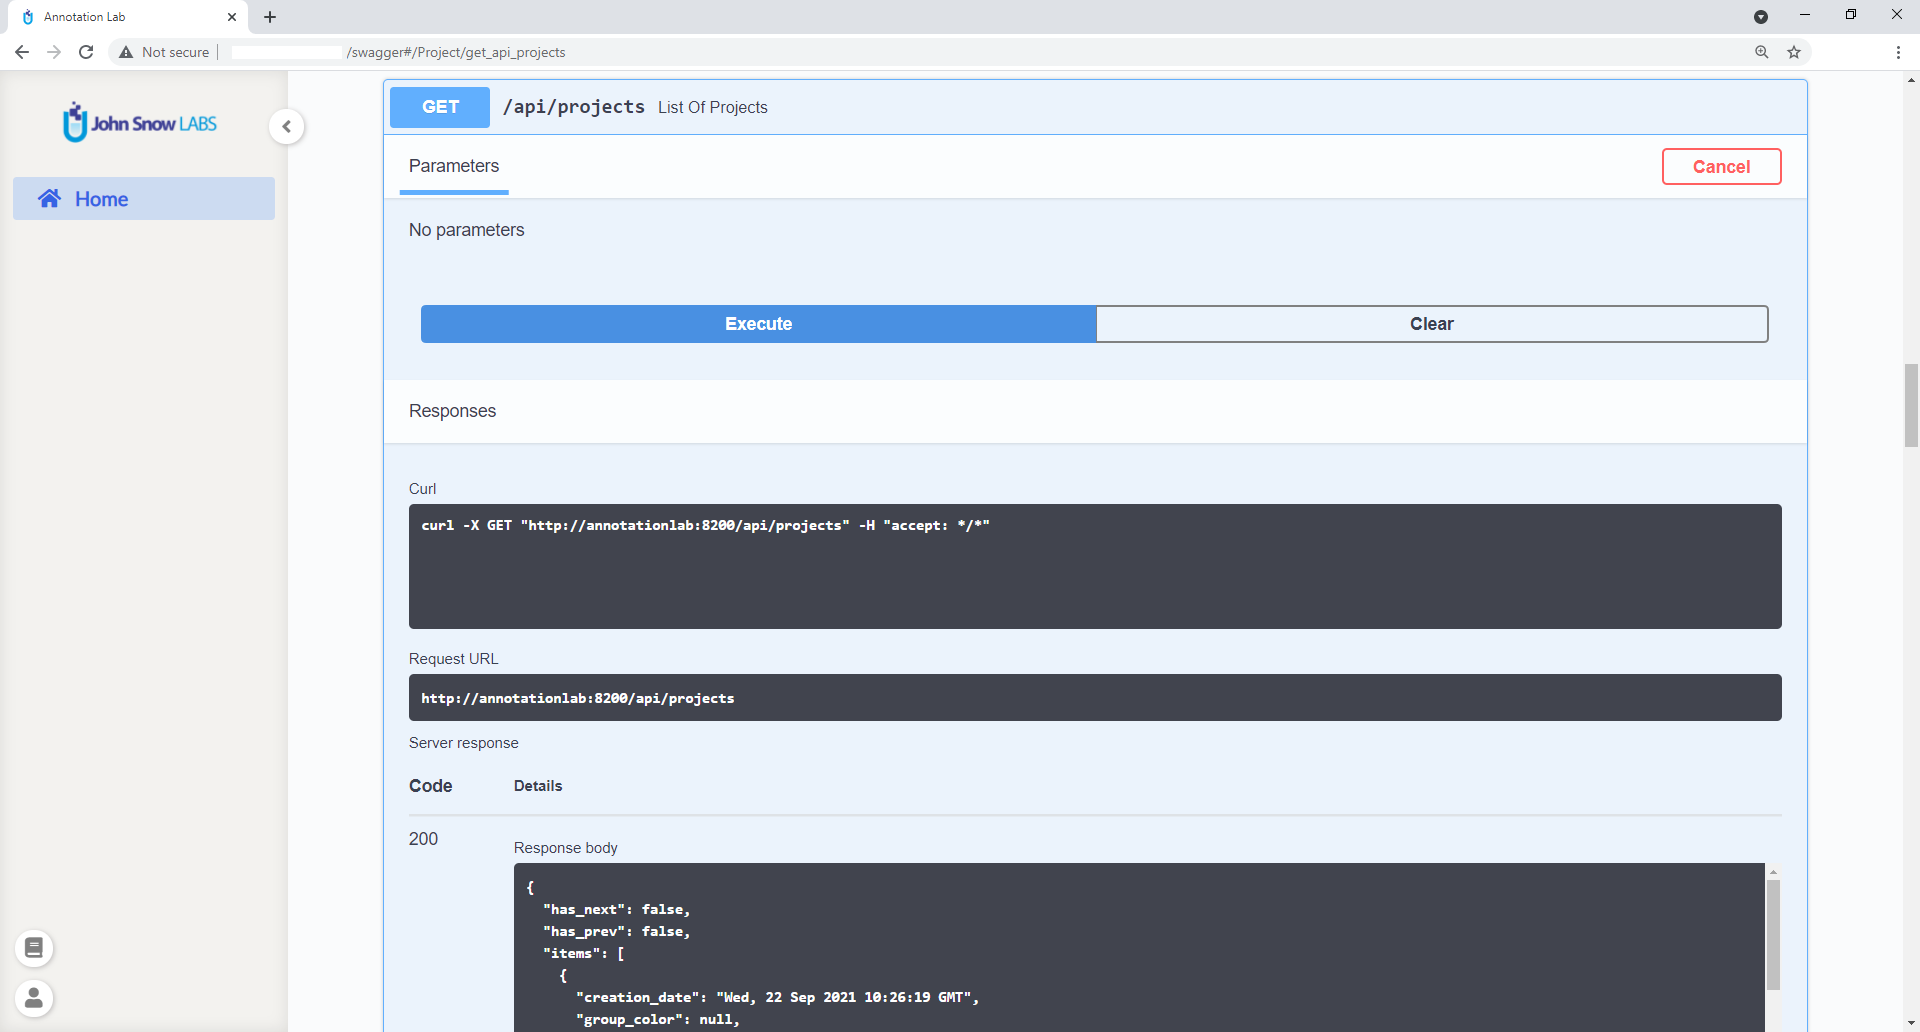 Annotation Lab
Not secure
/swagger#/Project/get_api_projects
John Snow LABS
Home
GET /api/projects List Of Projects
Parameters
Cancel
No parameters
Execute
Clear
Responses
Curl
curl -X GET "http://annotationlab:8200/api/projects" -H "accept: */*"
Request URL
http://annotationlab:8200/api/projects
Server response
Code Details
200
Response body
{
"has_next": false,
"has_prev": false,
"items": [
{
"creation_date": "Wed, 22 Sep 2021 10:26:19 GMT",
"group_color": null,